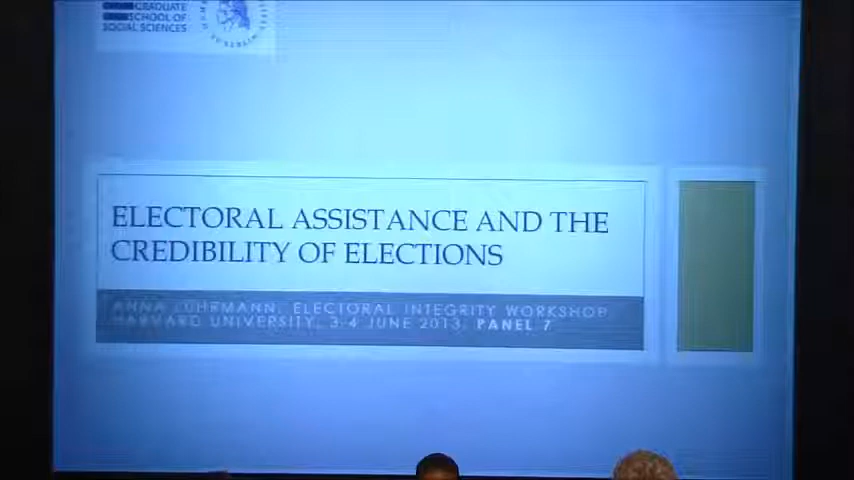 GRADUATE
SCHOOL OF
SOCIAL SCIENCES
ELECTORAL ASSISTANCE AND THE
CREDIBILITY OF ELECTIONS
ANNA LÜHRMANN, ELECTORAL INTEGRITY WORKSHOP
HARVARD UNIVERSITY, 3-4 JUNE 2013, PANEL 7